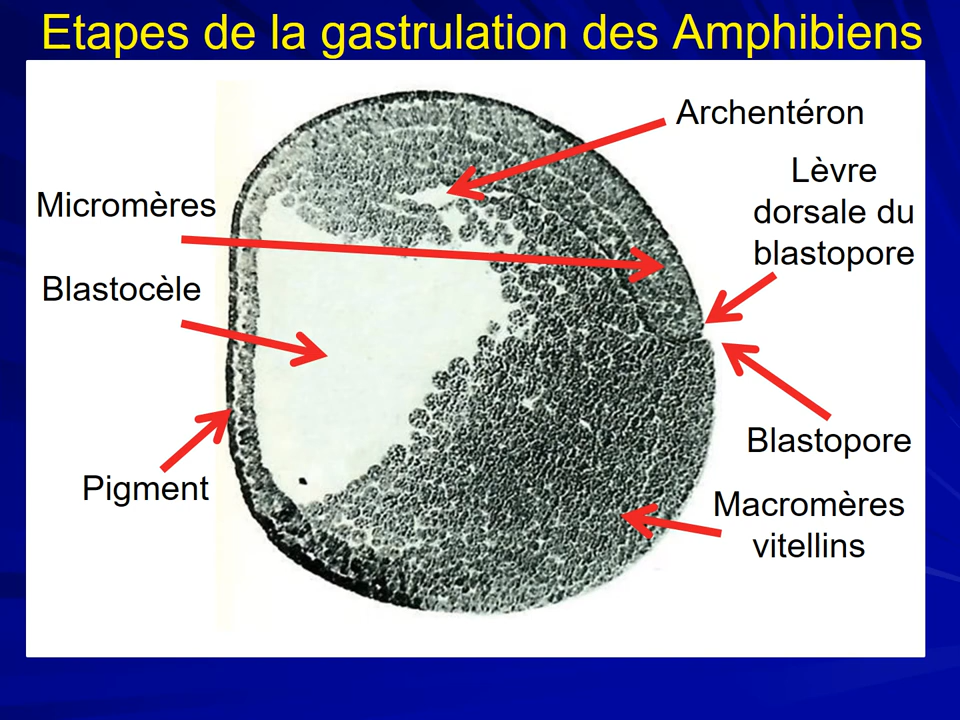 Etapes de la gastrulation des Amphibiens
Archentéron
Lèvre
dorsale du
blastopore
Micromères
Blastocèle
Blastopore
Pigment
Macromères
vitellins